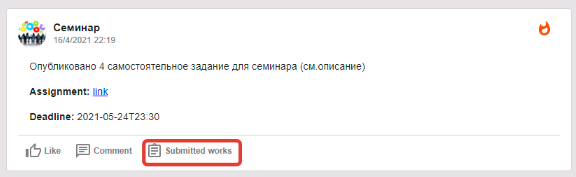 Семинар
16/4/2021 22:19
Опубликовано 4 самостоятельное задание для семинара (см.описание)
Assignment: link
Deadline: 2021-05-24T23:30
Like Comment Submitted works